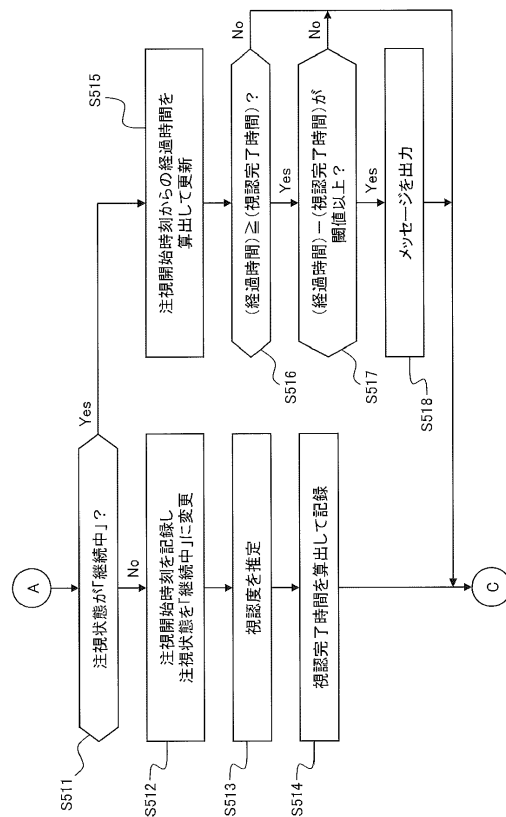 A
S511
注視状態が「継続中」?
Yes
No
S512
注視開始時刻を記録し
注視状態を「継続中」に変更
S513
視認度を推定
S514
視認完了時間を算出して記録
S515
注視開始時刻からの経過時間を
算出して更新
S516
(経過時間)≧(視認完了時間)?
No
Yes
S517
(経過時間)−(視認完了時間)が
閾値以上?
No
Yes
S518
メッセージを出力
C